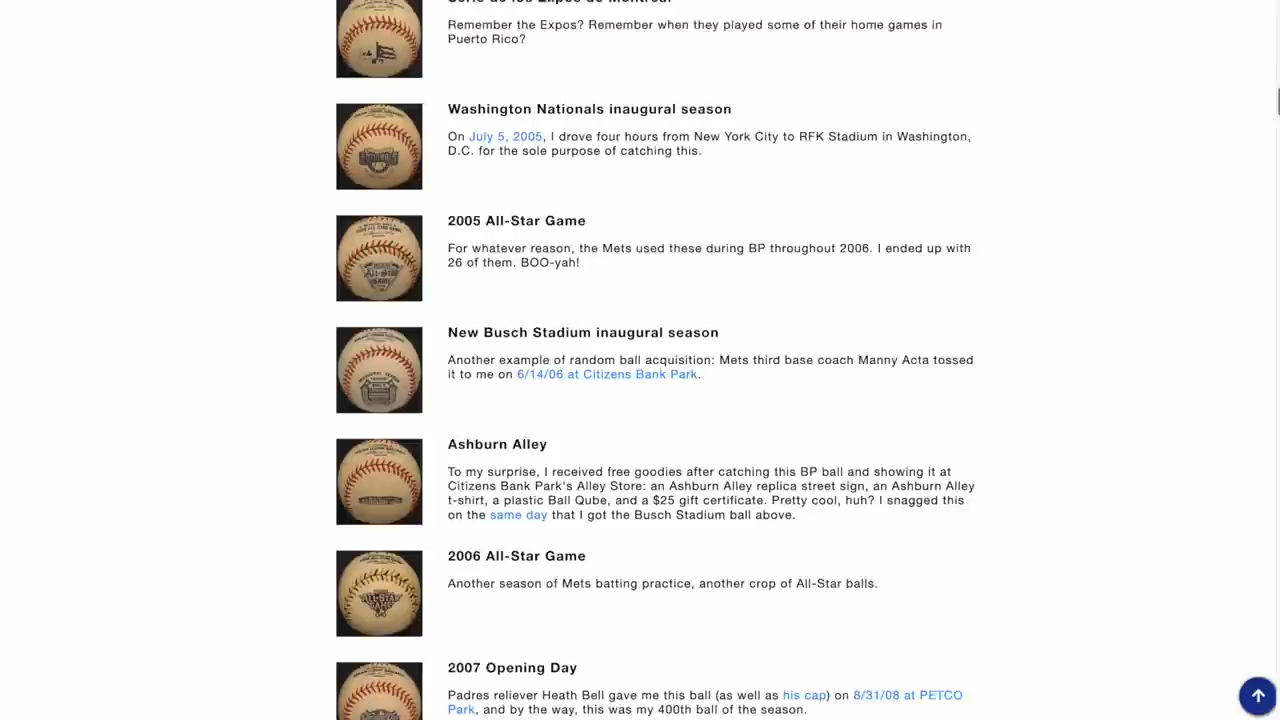 Serie de los Expos de Montreal
Remember the Expos? Remember when they played some of their home games in
Puerto Rico?
Washington Nationals inaugural season
On July 5, 2005, I drove four hours from New York City to RFK Stadium in Washington,
D.C. for the sole purpose of catching this.
2005 All-Star Game
For whatever reason, the Mets used these during BP throughout 2006. I ended up with
26 of them. BOO-yah!
New Busch Stadium inaugural season
Another example of random ball acquisition: Mets third base coach Manny Acta tossed
it to me on 6/14/06 at Citizens Bank Park.
Ashburn Alley
To my surprise, I received free goodies after catching this BP ball and showing it at
Citizens Bank Park's Alley Store: an Ashburn Alley replica street sign, an Ashburn Alley
t-shirt, a plastic Ball Qube, and a $25 gift certificate. Pretty cool, huh? I snagged this
on the same day that I got the Busch Stadium ball above.
2006 All-Star Game
Another season of Mets batting practice, another crop of All-Star balls.
2007 Opening Day
Padres reliever Heath Bell gave me this ball (as well as his cap) on 8/31/08 at PETCO
Park, and by the way, this was my 400th ball of the season.